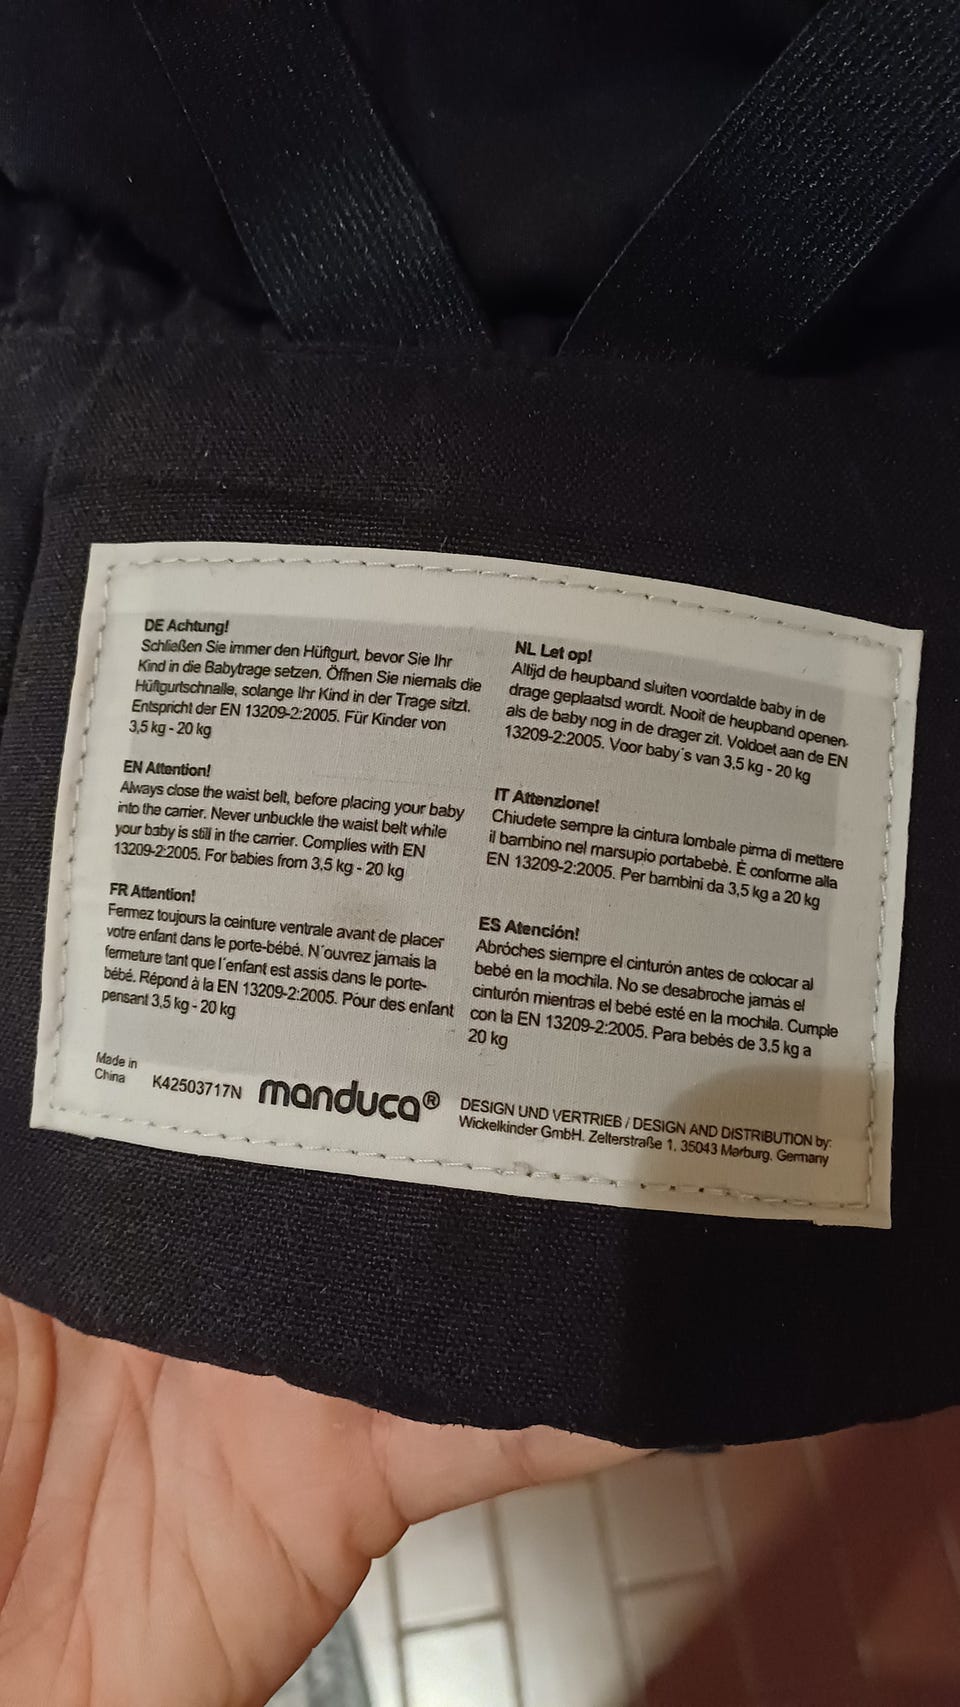 DE Achtung!
Schließen Sie immer den Hüftgurt, bevor Sie Ihr
Kind in die Babytrage setzen. Öffnen Sie niemals die
Hüftgurtschnalle, solange Ihr Kind in der Trage sitzt.
Entspricht der EN 13209-2:2005. Für Kinder von
3,5 kg - 20 kg
EN Attention!
Always close the waist belt, before placing your baby
into the carrier. Never unbuckle the waist belt while
your baby is still in the carrier. Complies with EN
13209-2:2005. For babies from 3,5 kg - 20 kg
FR Attention!
Fermez toujours la ceinture ventrale avant de placer
votre enfant dans le porte-bébé. N´ouvrez jamais la
fermeture tant que l´enfant est assis dans le porte-
bébé. Répond à la EN 13209-2:2005. Pour des enfant
pensant 3,5 kg - 20 kg
NL Let op!
Altijd de heupband sluiten voordatde baby in de
drage geplaatsd wordt. Nooit de heupband openen-
als de baby nog in de drager zit. Voldoet aan de EN
13209-2:2005. Voor baby´s van 3,5 kg - 20 kg
IT Attenzione!
Chiudete sempre la cintura lombale pirma di mettere
il bambino nel marsupio portabebè. È conforme alla
EN 13209-2:2005. Per bambini da 3,5 kg a 20 kg
ES Atención!
Abróches siempre el cinturón antes de colocar al
bebé en la mochila. No se desabroche jamás el
cinturón mientras el bebé esté en la mochila. Cumple
con la EN 13209-2:2005. Para bebés de 3,5 kg a
20 kg
Made in
China
K42503717N
manduca®
DESIGN UND VERTRIEB / DESIGN AND DISTRIBUTION by:
Wickelkinder GmbH. Zelterstraße 1, 35043 Marburg, Germany